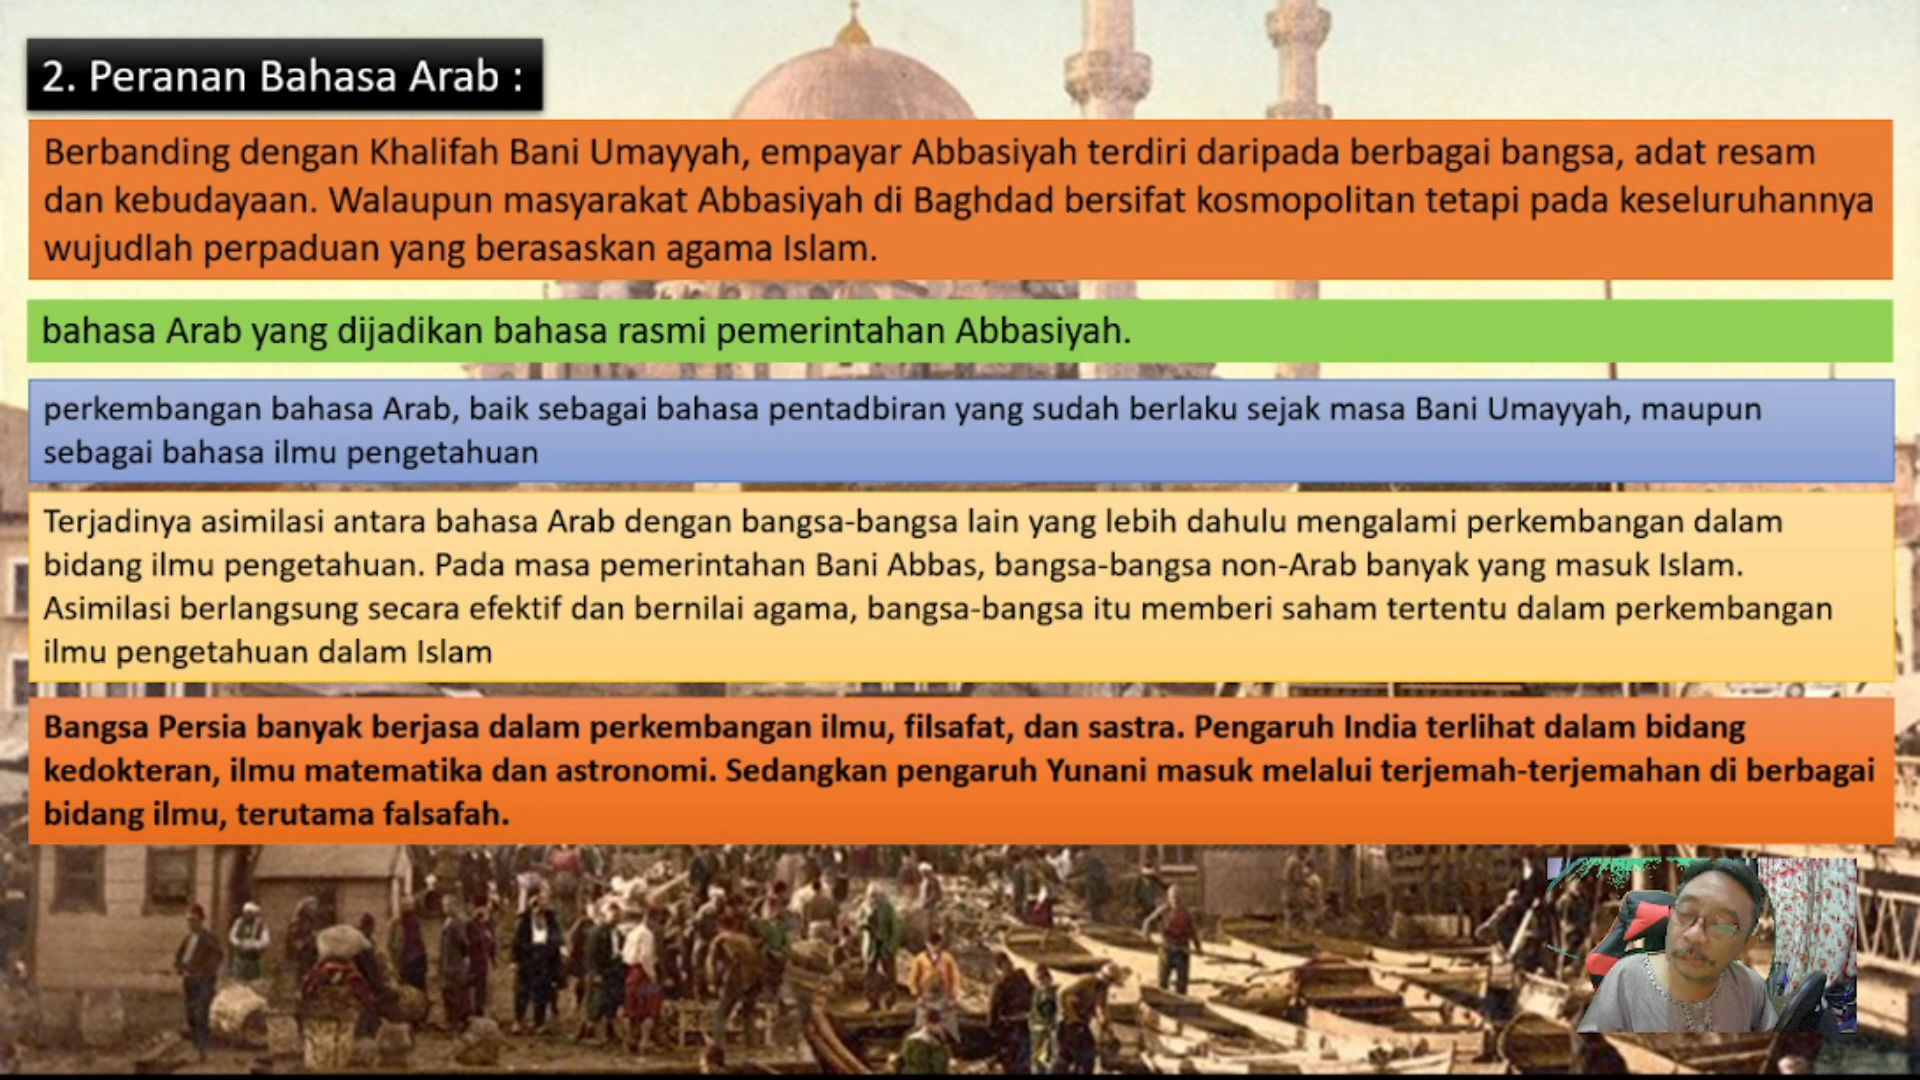 2. Peranan Bahasa Arab :
Berbanding dengan Khalifah Bani Umayyah, empayar Abbasiyah terdiri daripada berbagai bangsa, adat resam
dan kebudayaan. Walaupun masyarakat Abbasiyah di Baghdad bersifat kosmopolitan tetapi pada keseluruhannya
wujudlah perpaduan yang berasaskan agama Islam.
bahasa Arab yang dijadikan bahasa rasmi pemerintahan Abbasiyah.
perkembangan bahasa Arab, baik sebagai bahasa pentadbiran yang sudah berlaku sejak masa Bani Umayyah, maupun
sebagai bahasa ilmu pengetahuan
Terjadinya asimilasi antara bahasa Arab dengan bangsa-bangsa lain yang lebih dahulu mengalami perkembangan dalam
bidang ilmu pengetahuan. Pada masa pemerintahan Bani Abbas, bangsa-bangsa non-Arab banyak yang masuk Islam.
Asimilasi berlangsung secara efektif dan bernilai agama, bangsa-bangsa itu memberi saham tertentu dalam perkembangan
ilmu pengetahuan dalam Islam
Bangsa Persia banyak berjasa dalam perkembangan ilmu, filsafat, dan sastra. Pengaruh India terlihat dalam bidang
kedokteran, ilmu matematika dan astronomi. Sedangkan pengaruh Yunani masuk melalui terjemah-terjemahan di berbagai
bidang ilmu, terutama falsafah.